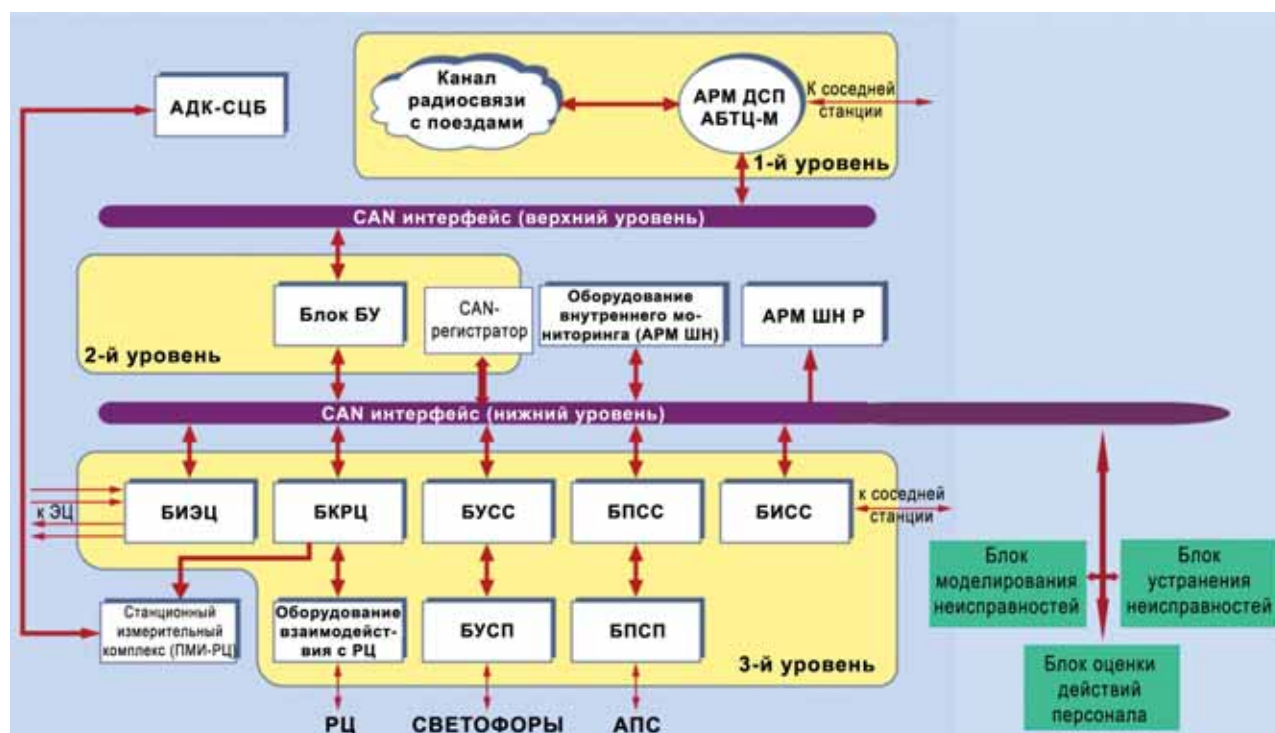 АДК-СЦБ
Канал
радиосвязи
с поездами
АРМ ДСП
АБТЦ-М
К соседней
станции
1-й уровень
CAN интерфейс (верхний уровень)
Блок БУ
2-й уровень
CAN-
регистратор
Оборудование
внутреннего мо-
ниторинга (АРМ ШН)
АРМ ШН Р
CAN интерфейс (нижний уровень)
к ЭЦ
БИЭЦ
БКРЦ
БУСС
БПСС
БИСС
к соседней
станции
Станционный
измерительный
комплекс (ПМИ-РЦ)
Оборудование
взаимодейст-
вия с РЦ
БУСП
БПСП
3-й уровень
РЦ
СВЕТОФОРЫ
АПС
Блок
моделирования
неисправностей
Блок
устранения
неисправностей
Блок оценки
действий
персонала